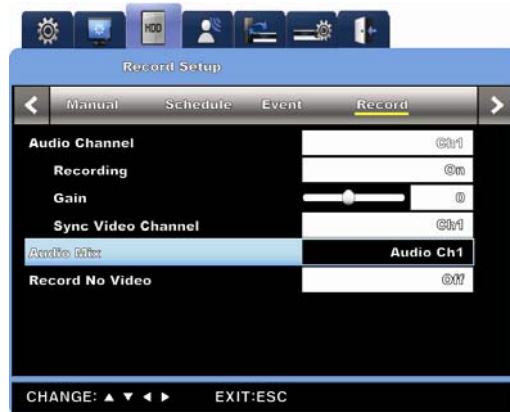 HDD
Record Setup
Manual Schedule Event Record
Audio Channel Ch1
Recording On
Gain 0
Sync Video Channel Ch1
Audio Mix Audio Ch1
Record No Video Off
CHANGE: ▲ ▼ ◀ ▶ EXIT:ESC